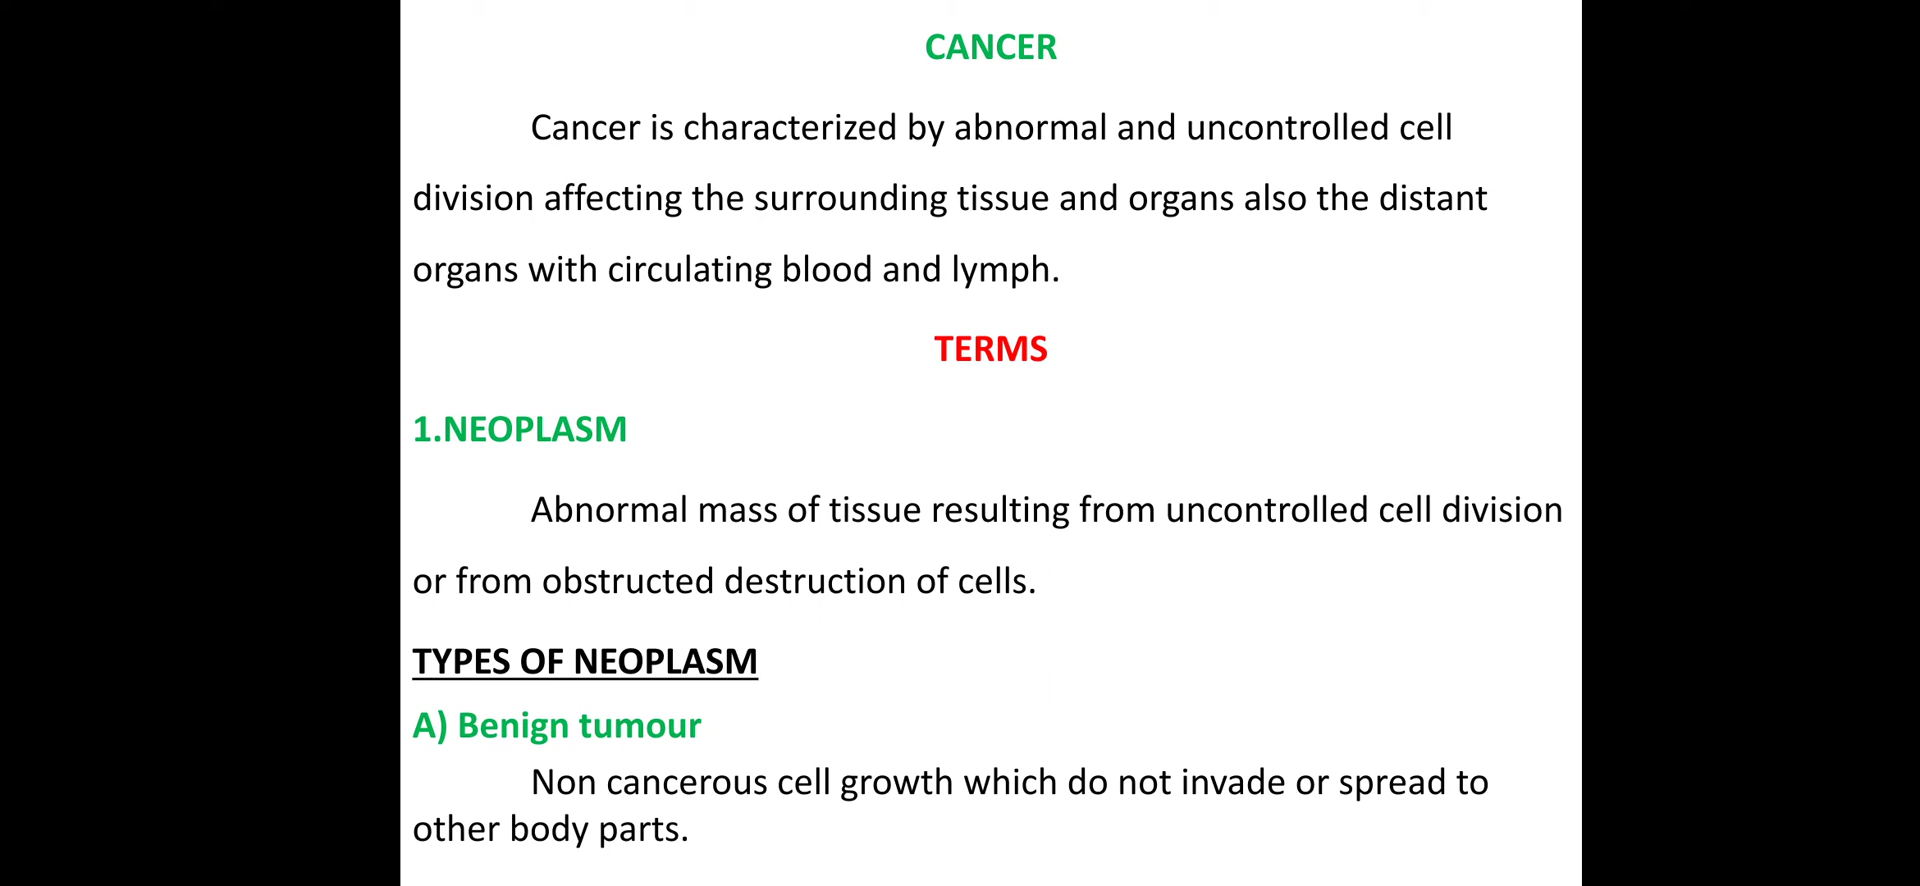 CANCER
Cancer is characterized by abnormal and uncontrolled cell
division affecting the surrounding tissue and organs also the distant
organs with circulating blood and lymph.
TERMS
1.NEOPLASM
Abnormal mass of tissue resulting from uncontrolled cell division
or from obstructed destruction of cells.
TYPES OF NEOPLASM
A) Benign tumour
Non cancerous cell growth which do not invade or spread to
other body parts.